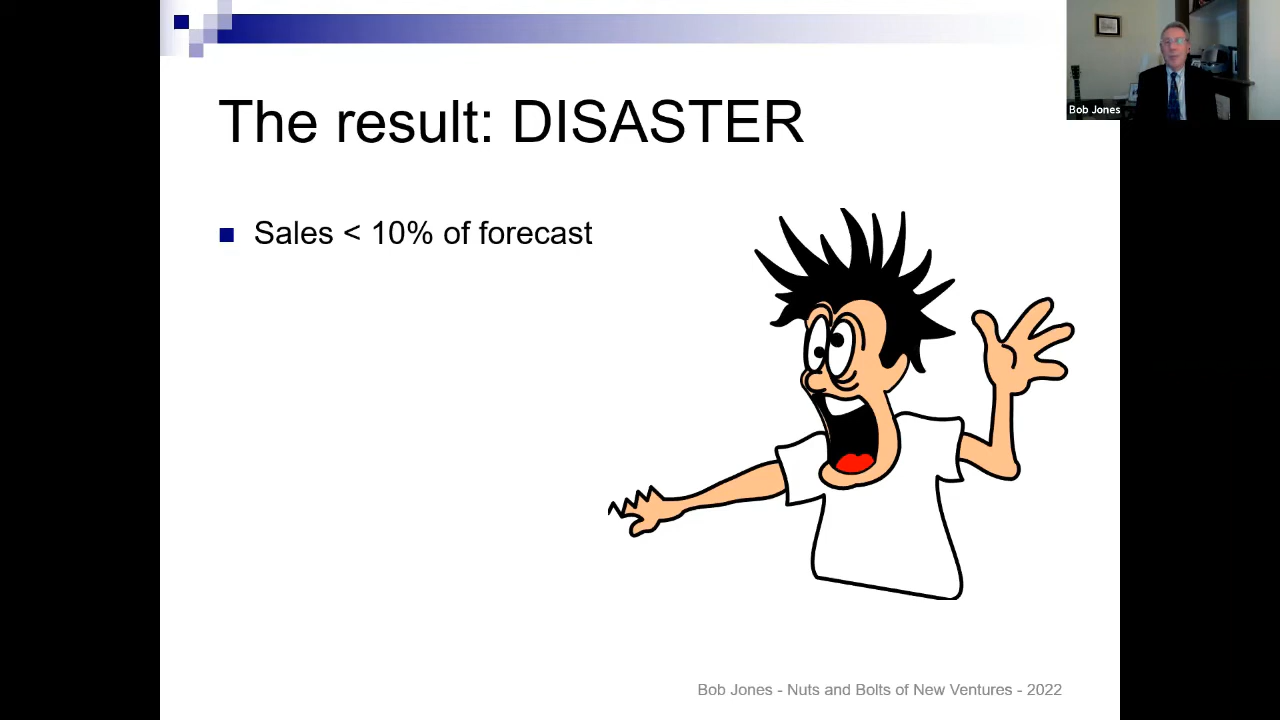 The result: DISASTER
Sales < 10% of forecast
Bob Jones
Bob Jones - Nuts and Bolts of New Ventures - 2022